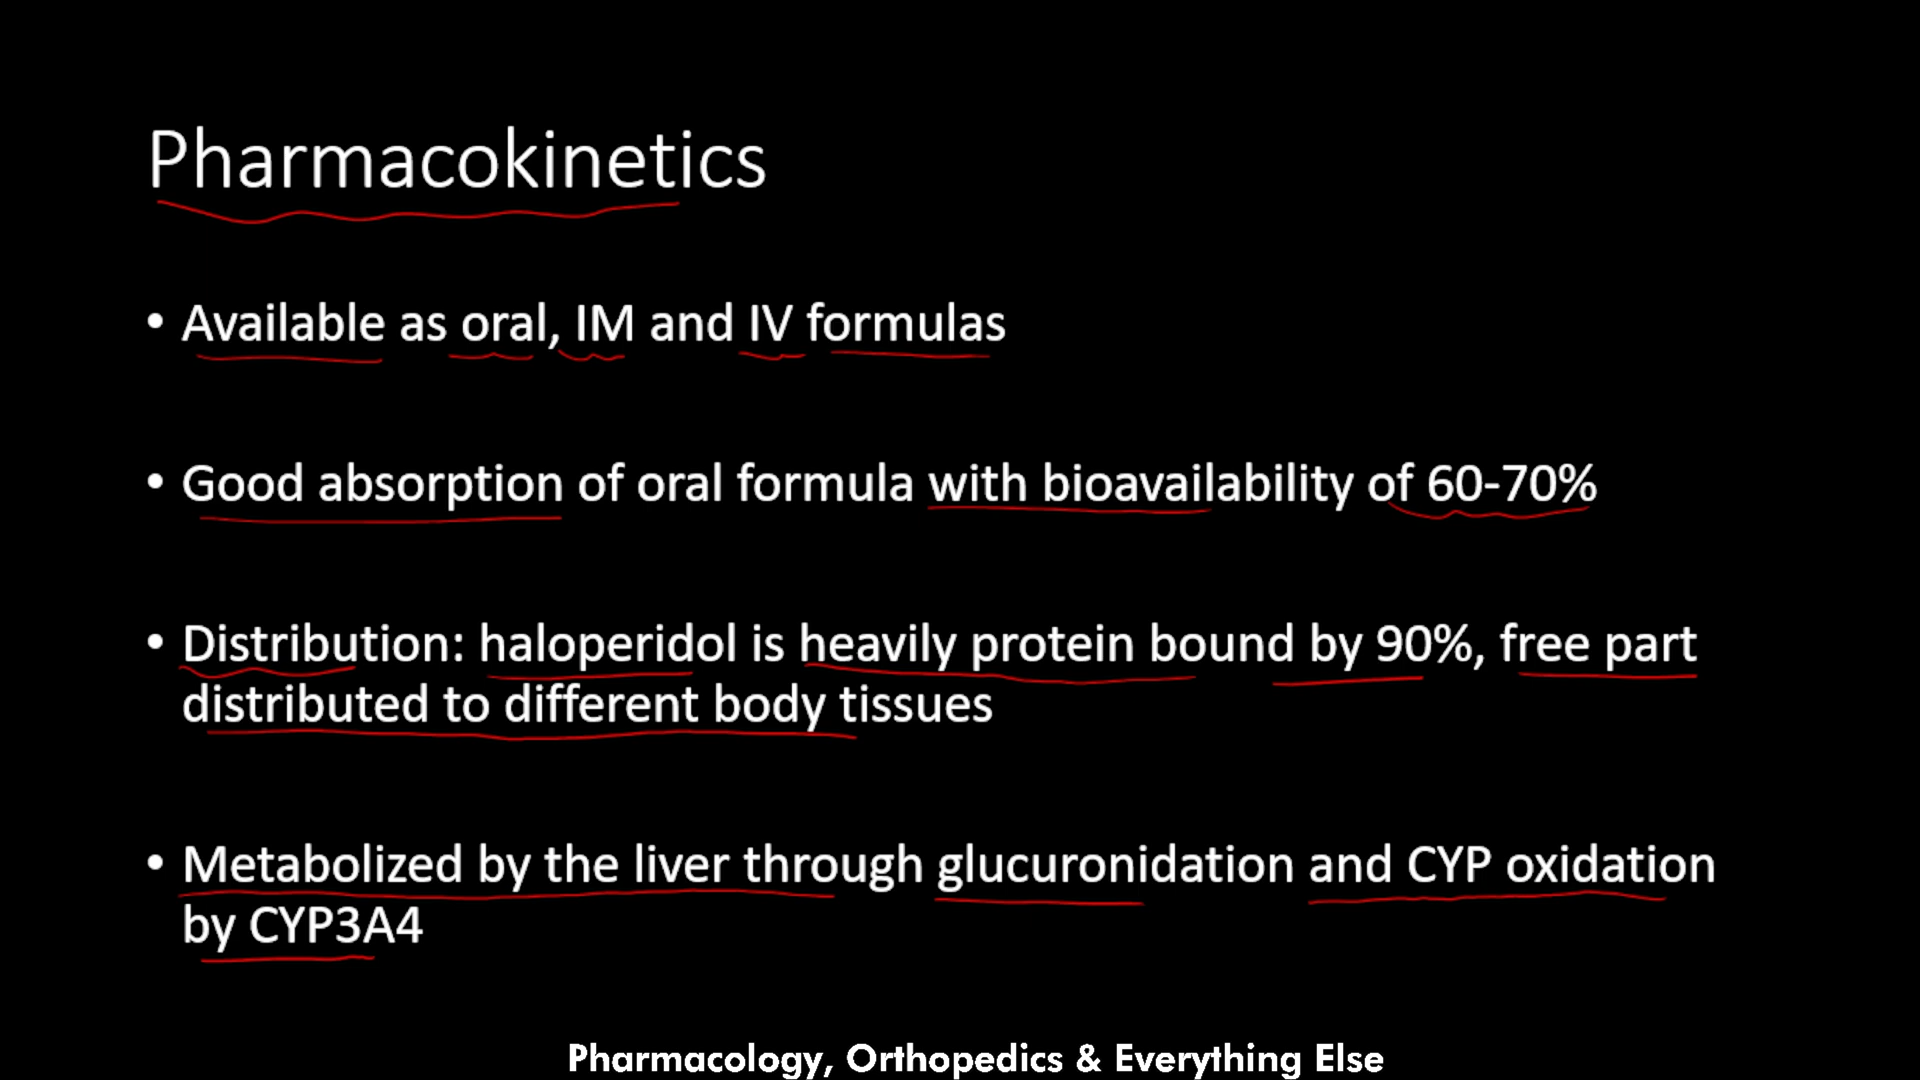 Pharmacokinetics
• Available as oral, IM and IV formulas
• Good absorption of oral formula with bioavailability of 60-70%
• Distribution: haloperidol is heavily protein bound by 90%, free part
distributed to different body tissues
• Metabolized by the liver through glucuronidation and CYP oxidation
by CYP3A4
Pharmacology, Orthopedics & Everything Else